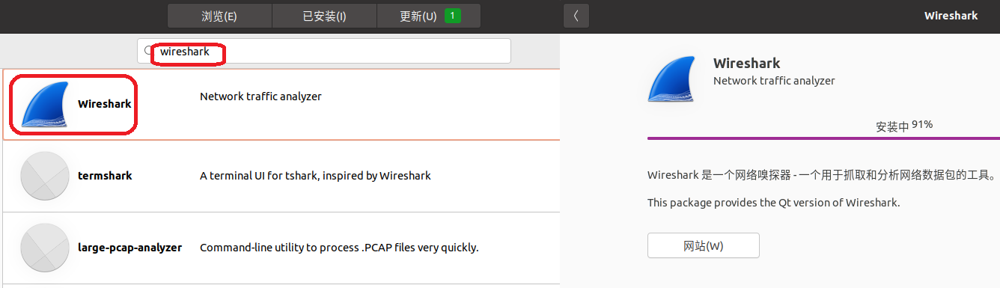 浏览(E)
已安装(I)
更新(U) 1
wireshark
Wireshark
Network traffic analyzer
termshark
A terminal UI for tshark, inspired by Wireshark
large-pcap-analyzer
Command-line utility to process .PCAP files very quickly.
Wireshark
Wireshark
Network traffic analyzer
安装中 91%
Wireshark 是一个网络嗅探器 - 一个用于抓取和分析网络数据包的工具。
This package provides the Qt version of Wireshark.
网站(W)